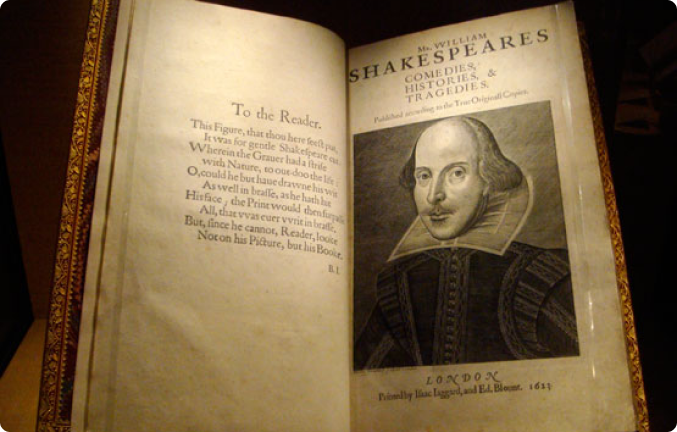 To the Reader.
This Figure, that thou here seest put,
It was for gentle Shakespeare cut;
Wherein the Grauer had a strife
with Nature, to out-doo the life:
O, could he but haue drawne his wit
As well in brasse, as he hath hit
His face; the Print would then surpasse
All, that vvas euer vvrit in brasse.
But, since he cannot, Reader, looke
Not on his Picture, but his Booke.
B. I.
Mr. WILLIAM
SHAKESPEARES
COMEDIES,
HISTORIES, &
TRAGEDIES.
Published according to the True Originall Copies.
LONDON
Printed by Isaac Iaggard, and Ed. Blount. 1623